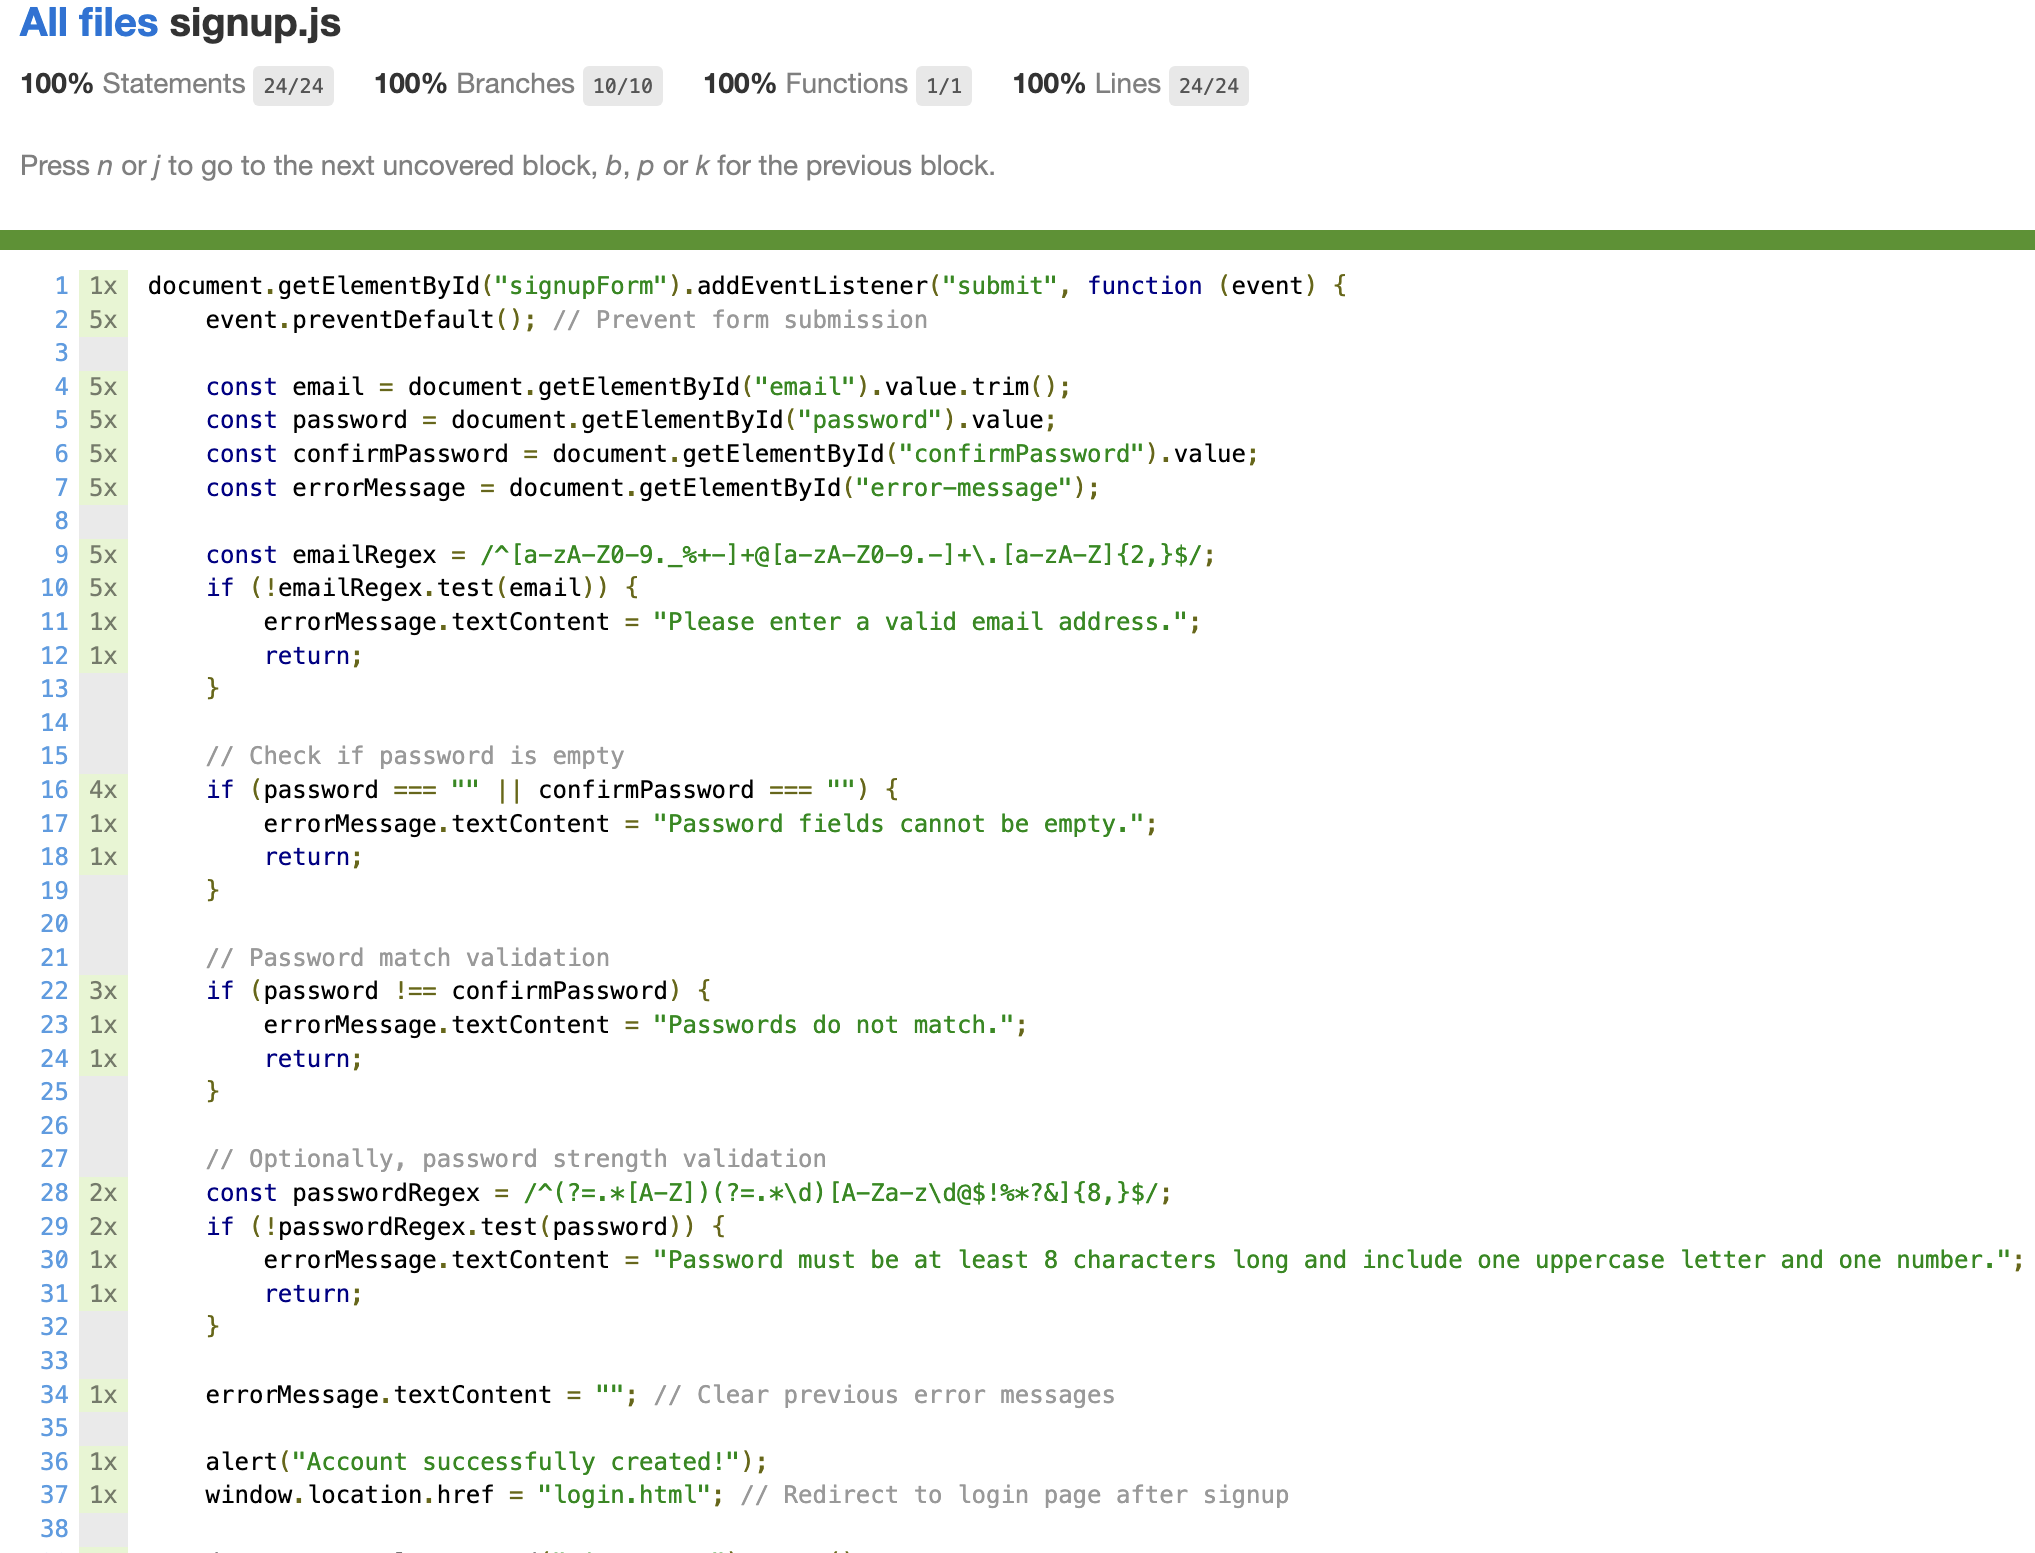 All files signup.js
100% Statements 24/24 100% Branches 10/10 100% Functions 1/1 100% Lines 24/24
Press n or j to go to the next uncovered block, b, p or k for the previous block.
1 1x document.getElementById("signupForm").addEventListener("submit", function (event) {
2 5x     event.preventDefault(); // Prevent form submission
3
4 5x     const email = document.getElementById("email").value.trim();
5 5x     const password = document.getElementById("password").value;
6 5x     const confirmPassword = document.getElementById("confirmPassword").value;
7 5x     const errorMessage = document.getElementById("error-message");
8
9 5x     const emailRegex = /^[a-zA-Z0-9._%+-]+@[a-zA-Z0-9.-]+\.[a-zA-Z]{2,}$/;
10 5x     if (!emailRegex.test(email)) {
11 1x         errorMessage.textContent = "Please enter a valid email address.";
12 1x         return;
13     }
14
15     // Check if password is empty
16 4x     if (password === "" || confirmPassword === "") {
17 1x         errorMessage.textContent = "Password fields cannot be empty.";
18 1x         return;
19     }
20
21     // Password match validation
22 3x     if (password !== confirmPassword) {
23 1x         errorMessage.textContent = "Passwords do not match.";
24 1x         return;
25     }
26
27     // Optionally, password strength validation
28 2x     const passwordRegex = /^(?=.*[A-Z])(?=.*\d)[A-Za-z\d@$!%*?&]{8,}$/;
29 2x     if (!passwordRegex.test(password)) {
30 1x         errorMessage.textContent = "Password must be at least 8 characters long and include one uppercase letter and one number.";
31 1x         return;
32     }
33
34 1x     errorMessage.textContent = ""; // Clear previous error messages
35
36 1x     alert("Account successfully created!");
37 1x     window.location.href = "login.html"; // Redirect to login page after signup
38